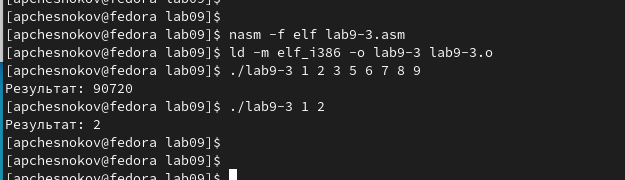 [apchesnokov@fedora lab09]$
[apchesnokov@fedora lab09]$ nasm -f elf lab9-3.asm
[apchesnokov@fedora lab09]$ ld -m elf_i386 -o lab9-3 lab9-3.o
[apchesnokov@fedora lab09]$ ./lab9-3 1 2 3 5 6 7 8 9
Результат: 90720
[apchesnokov@fedora lab09]$ ./lab9-3 1 2
Результат: 2
[apchesnokov@fedora lab09]$
[apchesnokov@fedora lab09]$
[apchesnokov@fedora lab09]$